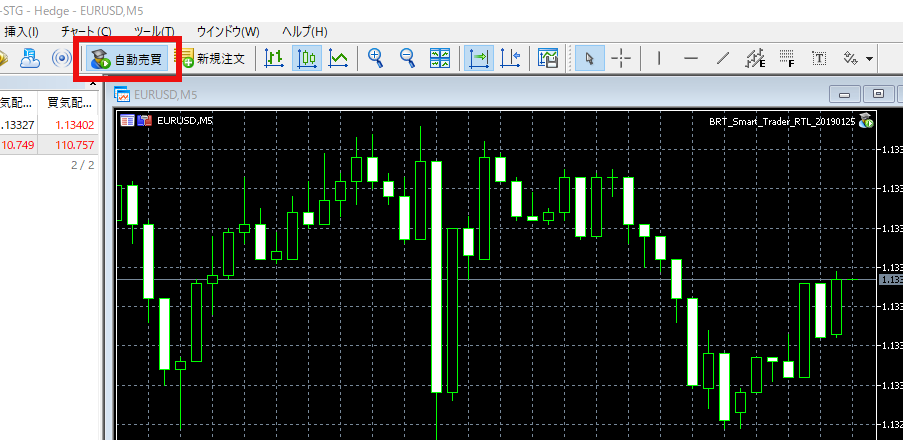 -STG - Hedge - EURUSD,M5
挿入(I) チャート(C) ツール(T) ウインドウ(W) ヘルプ(H)
自動売買 新規注文 E F T
気配... 買気配...
.13327 1.13402
10.749 110.757
2 / 2
EURUSD,M5
EURUSD,M5
BRT_Smart_Trader_RTL_20190125
1.133
1.133
1.133
1.133
1.133
1.133
1.133
1.133
1.132